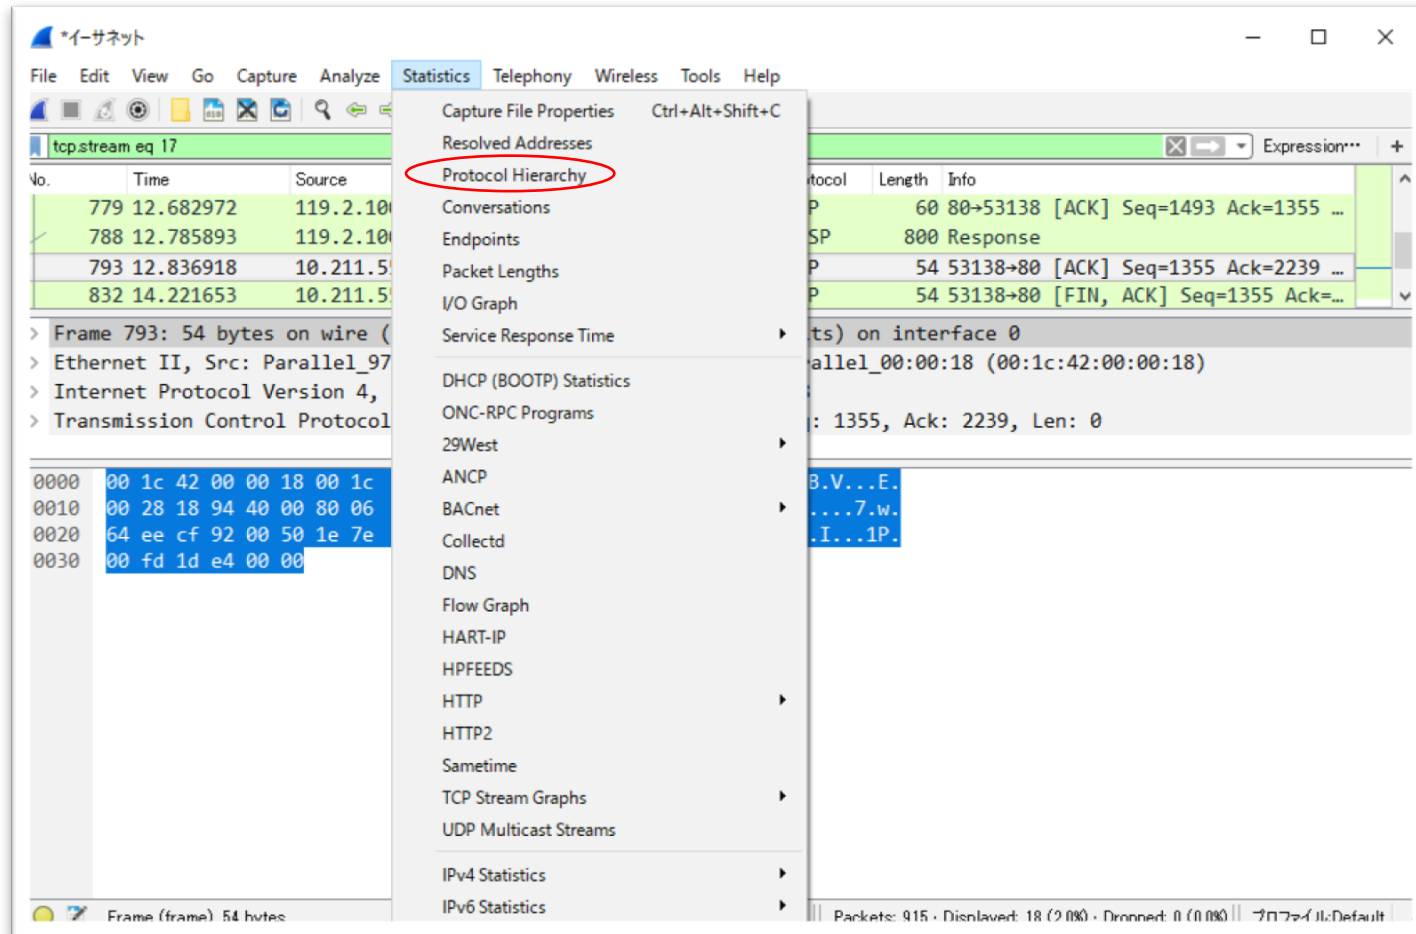 *イーサネット
File Edit View Go Capture Analyze Statistics Telephony Wireless Tools Help
tcp.stream eq 17 Expression…
No. Time Source tocol Length Info
779 12.682972 119.2.10 P 60 80→53138 [ACK] Seq=1493 Ack=1355 …
788 12.785893 119.2.10 SP 800 Response
793 12.836918 10.211.5 P 54 53138→80 [ACK] Seq=1355 Ack=2239 …
832 14.221653 10.211.5 P 54 53138→80 [FIN, ACK] Seq=1355 Ack=…
Capture File Properties Ctrl+Alt+Shift+C
Resolved Addresses
Protocol Hierarchy
Conversations
Endpoints
Packet Lengths
I/O Graph
Service Response Time
DHCP (BOOTP) Statistics
ONC-RPC Programs
29West
ANCP
BACnet
Collectd
DNS
Flow Graph
HART-IP
HPFEEDS
HTTP
HTTP2
Sametime
TCP Stream Graphs
UDP Multicast Streams
IPv4 Statistics
IPv6 Statistics
Frame 793: 54 bytes on wire ( ts) on interface 0
Ethernet II, Src: Parallel_97 allel_00:00:18 (00:1c:42:00:00:18)
Internet Protocol Version 4,
Transmission Control Protocol : 1355, Ack: 2239, Len: 0
0000 00 1c 42 00 00 18 00 1c B.V...E.
0010 00 28 18 94 40 00 80 06 ....7.w.
0020 64 ee cf 92 00 50 1e 7e .I...1P.
0030 00 fd 1d e4 00 00
Frame (frame), 54 bytes Packets: 915 · Displayed: 18 (2.0%) · Dropped: 0 (0.0%) プロファイル:Default